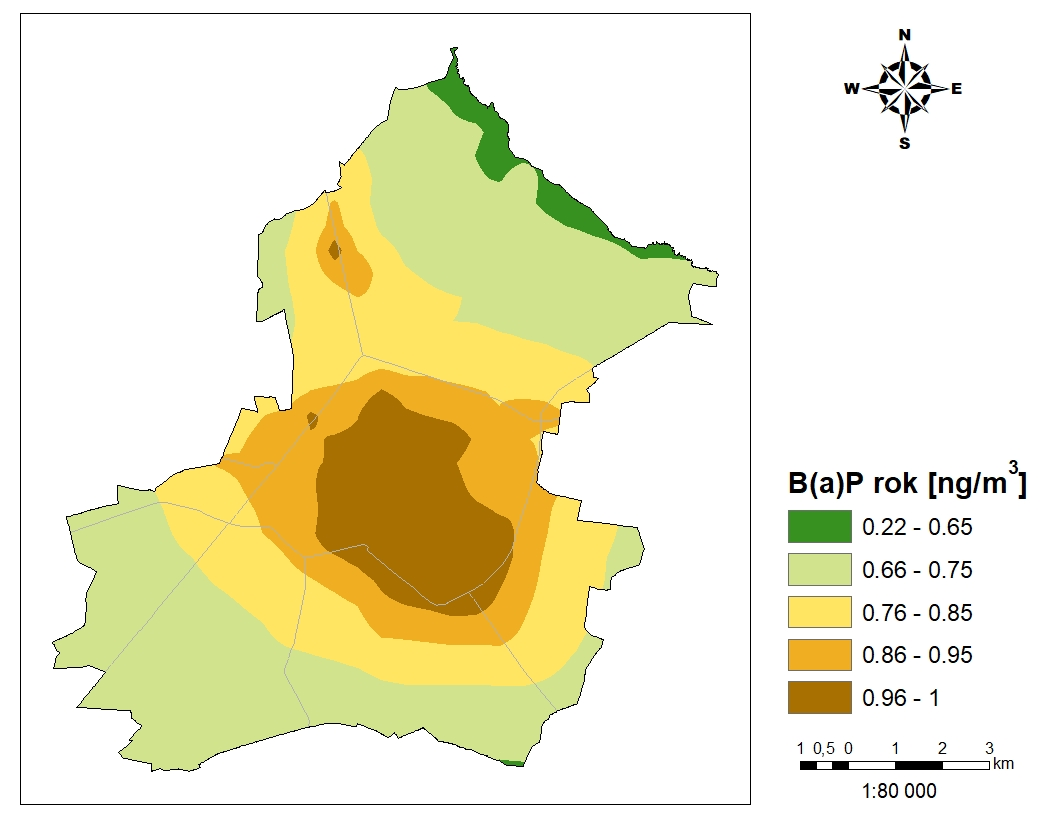 N
W E
S
B(a)P rok [ng/m³]
0.22 - 0.65
0.66 - 0.75
0.76 - 0.85
0.86 - 0.95
0.96 - 1
1 0,5 0 1 2 3
km
1:80 000